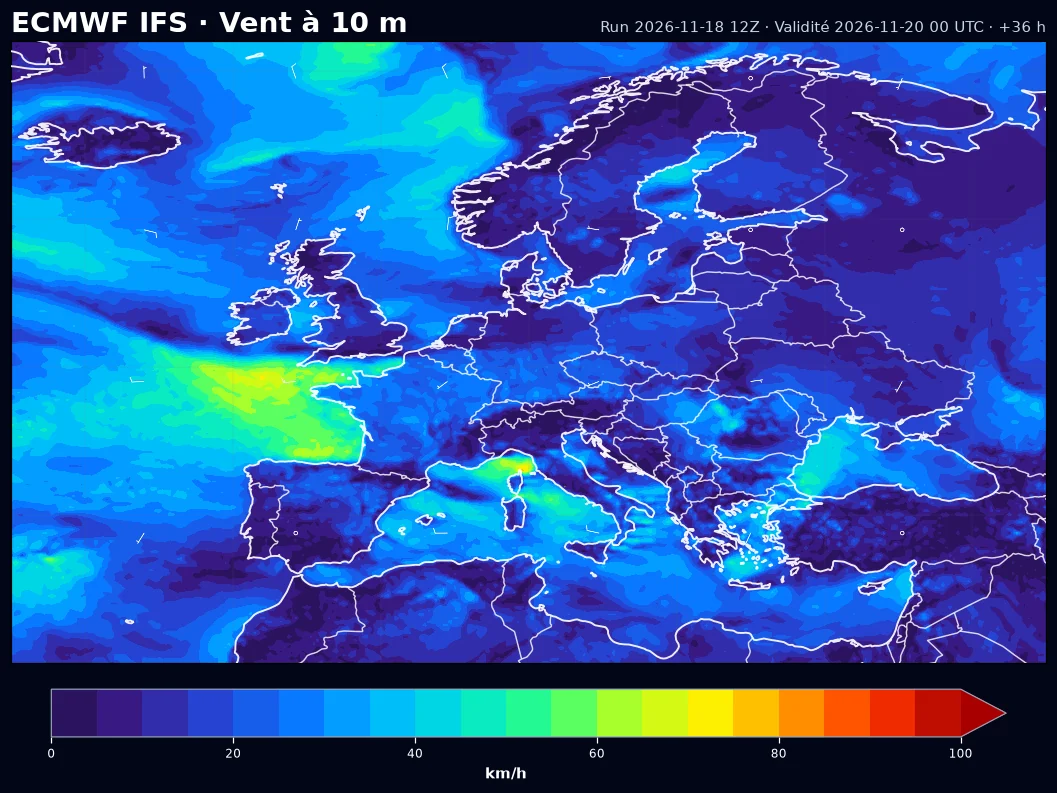 ECMWF IFS · Vent à 10 m
Run 2026-11-18 12Z · Validité 2026-11-20 00 UTC · +36 h
0 20 40 60 80 100
km/h